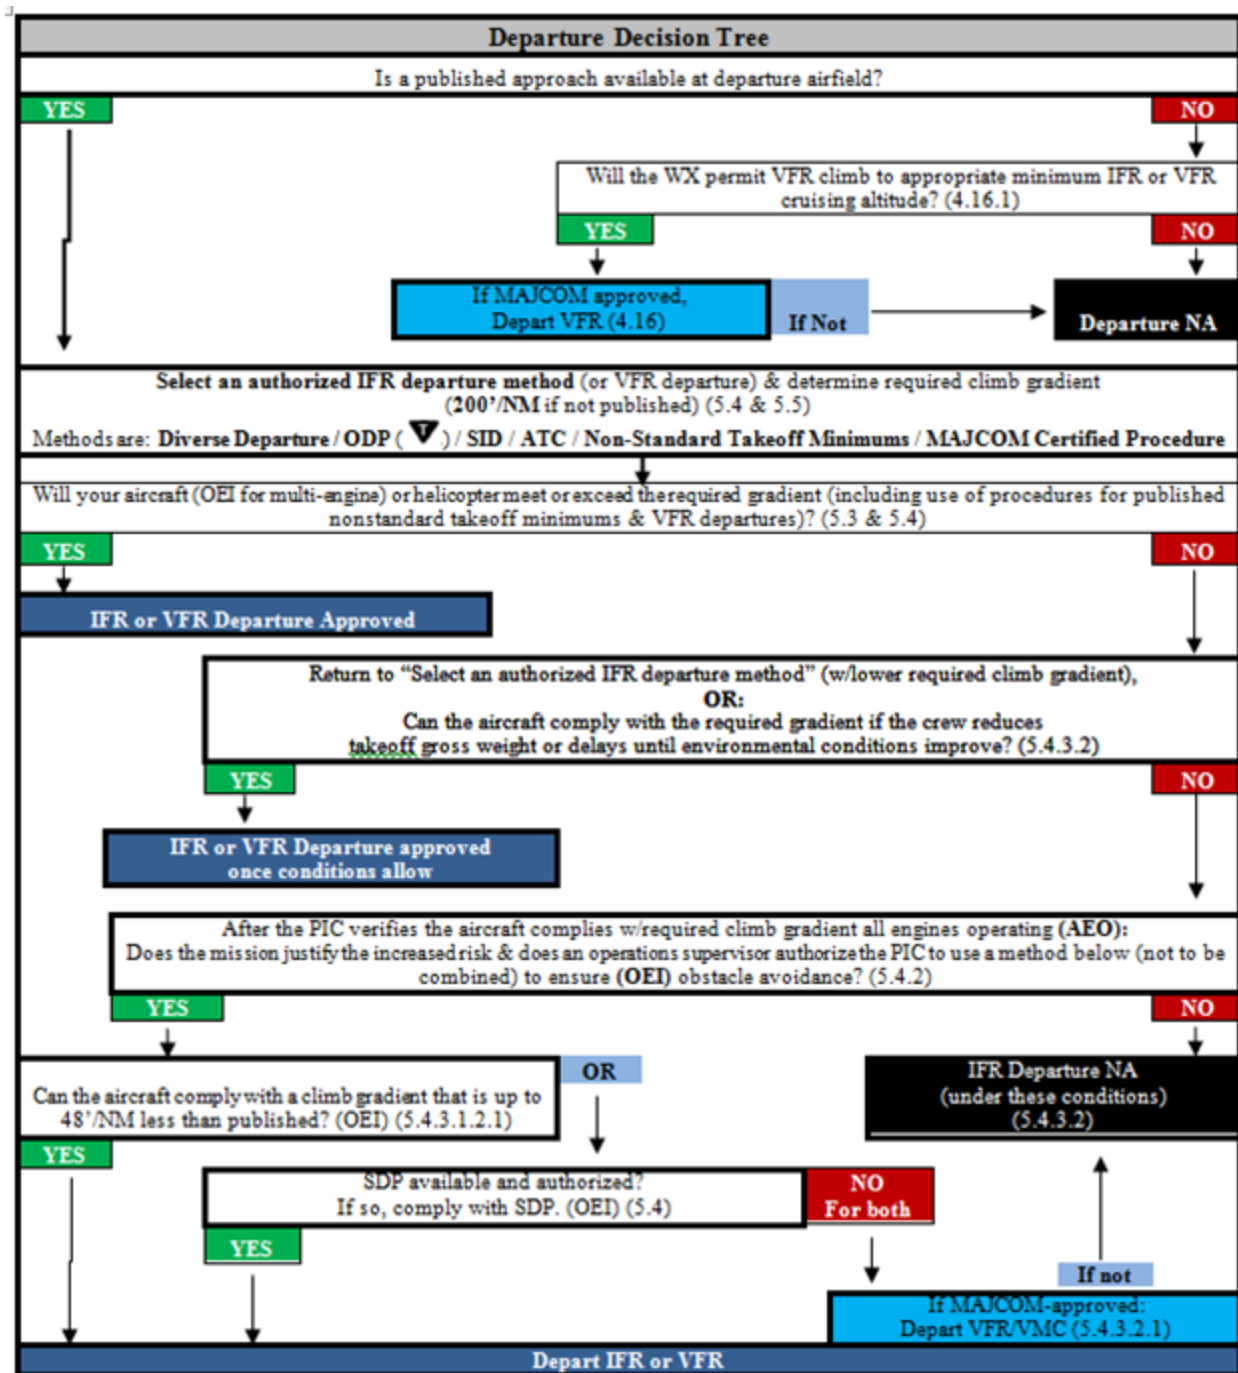 Departure Decision Tree
Is a published approach available at departure airfield?
YES
NO
Will the WX permit VFR climb to appropriate minimum IFR or VFR
cruising altitude? (4.16.1)
YES
NO
If MAJCOM approved,
Depart VFR (4.16)
If Not
Departure NA
Select an authorized IFR departure method (or VFR departure) & determine required climb gradient
(200'/NM if not published) (5.4 & 5.5)
Methods are: Diverse Departure / ODP ( T ) / SID / ATC / Non-Standard Takeoff Minimums / MAJCOM Certified Procedure
Will your aircraft (OEI for multi-engine) or helicopter meet or exceed the required gradient (including use of procedures for published
nonstandard takeoff minimums & VFR departures)? (5.3 & 5.4)
YES
NO
IFR or VFR Departure Approved
Return to “Select an authorized IFR departure method” (w/lower required climb gradient),
OR:
Can the aircraft comply with the required gradient if the crew reduces
takeoff gross weight or delays until environmental conditions improve? (5.4.3.2)
YES
NO
IFR or VFR Departure approved
once conditions allow
After the PIC verifies the aircraft complies w/required climb gradient all engines operating (AEO):
Does the mission justify the increased risk & does an operations supervisor authorize the PIC to use a method below (not to be
combined) to ensure (OEI) obstacle avoidance? (5.4.2)
YES
NO
OR
Can the aircraft comply with a climb gradient that is up to
48'/NM less than published? (OEI) (5.4.3.1.2.1)
IFR Departure NA
(under these conditions)
(5.4.3.2)
YES
SDP available and authorized?
If so, comply with SDP. (OEI) (5.4)
NO
For both
YES
If not
If MAJCOM-approved:
Depart VFR/VMC (5.4.3.2.1)
Depart IFR or VFR